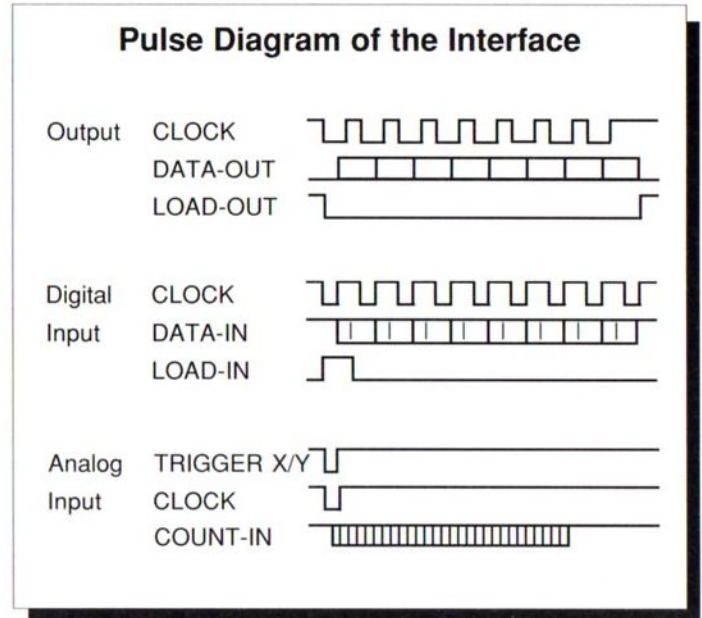 Pulse Diagram of the Interface
Output CLOCK
DATA-OUT
LOAD-OUT
Digital CLOCK
Input DATA-IN
LOAD-IN
Analog TRIGGER X/Y
Input CLOCK
COUNT-IN